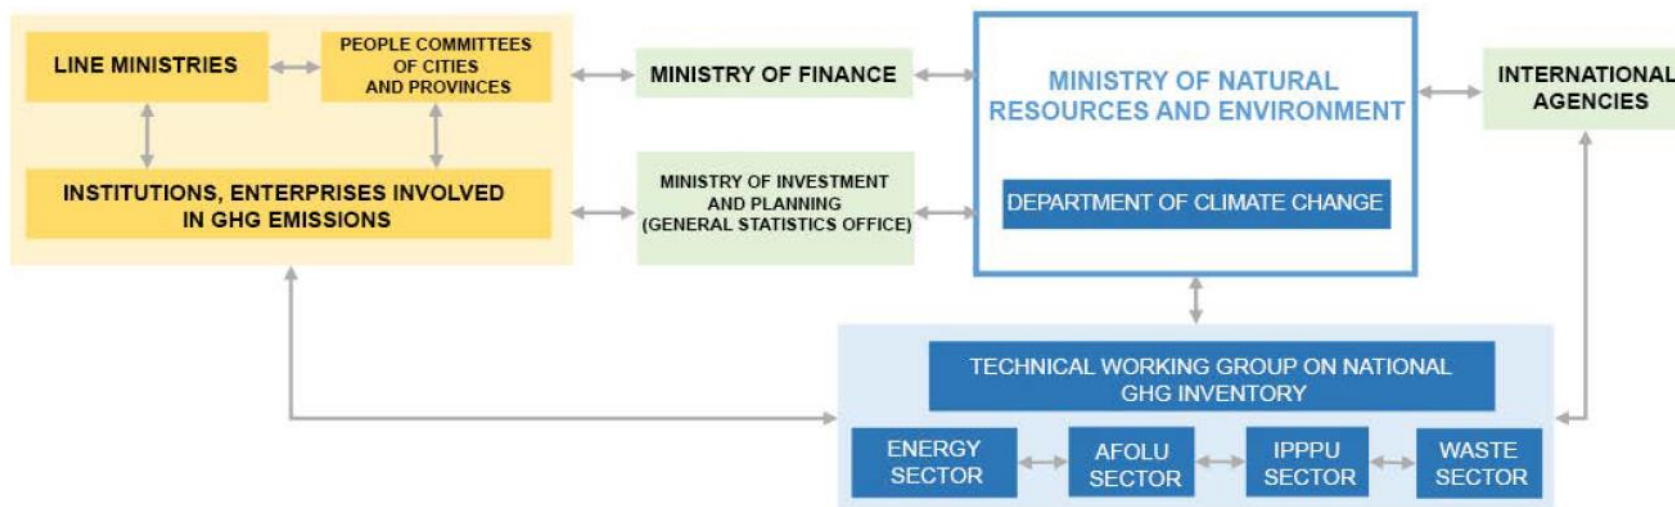 LINE MINISTRIES
PEOPLE COMMITTEES
OF CITIES
AND PROVINCES
INSTITUTIONS, ENTERPRISES INVOLVED
IN GHG EMISSIONS
MINISTRY OF FINANCE
MINISTRY OF INVESTMENT
AND PLANNING
(GENERAL STATISTICS OFFICE)
MINISTRY OF NATURAL
RESOURCES AND ENVIRONMENT
DEPARTMENT OF CLIMATE CHANGE
INTERNATIONAL
AGENCIES
TECHNICAL WORKING GROUP ON NATIONAL
GHG INVENTORY
ENERGY
SECTOR
AFOLU
SECTOR
IPPPU
SECTOR
WASTE
SECTOR